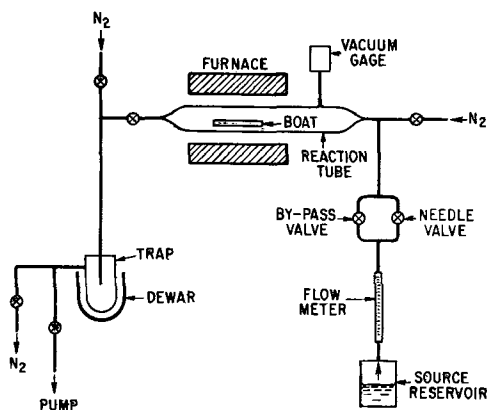 N2
VACUUM
GAGE
FURNACE
BOAT
REACTION
TUBE
N2
BY-PASS
VALVE
NEEDLE
VALVE
TRAP
DEWAR
FLOW
METER
N2
PUMP
SOURCE
RESERVOIR